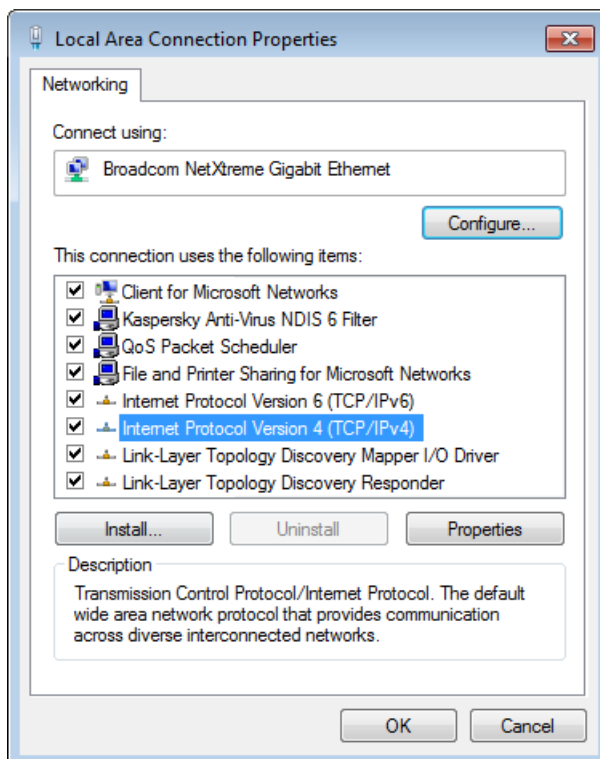 Local Area Connection Properties
Networking
Connect using:
Broadcom NetXtreme Gigabit Ethernet
Configure...
This connection uses the following items:
Client for Microsoft Networks
Kaspersky Anti-Virus NDIS 6 Filter
QoS Packet Scheduler
File and Printer Sharing for Microsoft Networks
Internet Protocol Version 6 (TCP/IPv6)
Internet Protocol Version 4 (TCP/IPv4)
Link-Layer Topology Discovery Mapper I/O Driver
Link-Layer Topology Discovery Responder
Install... Uninstall Properties
Description
Transmission Control Protocol/Internet Protocol. The default
wide area network protocol that provides communication
across diverse interconnected networks.
OK Cancel